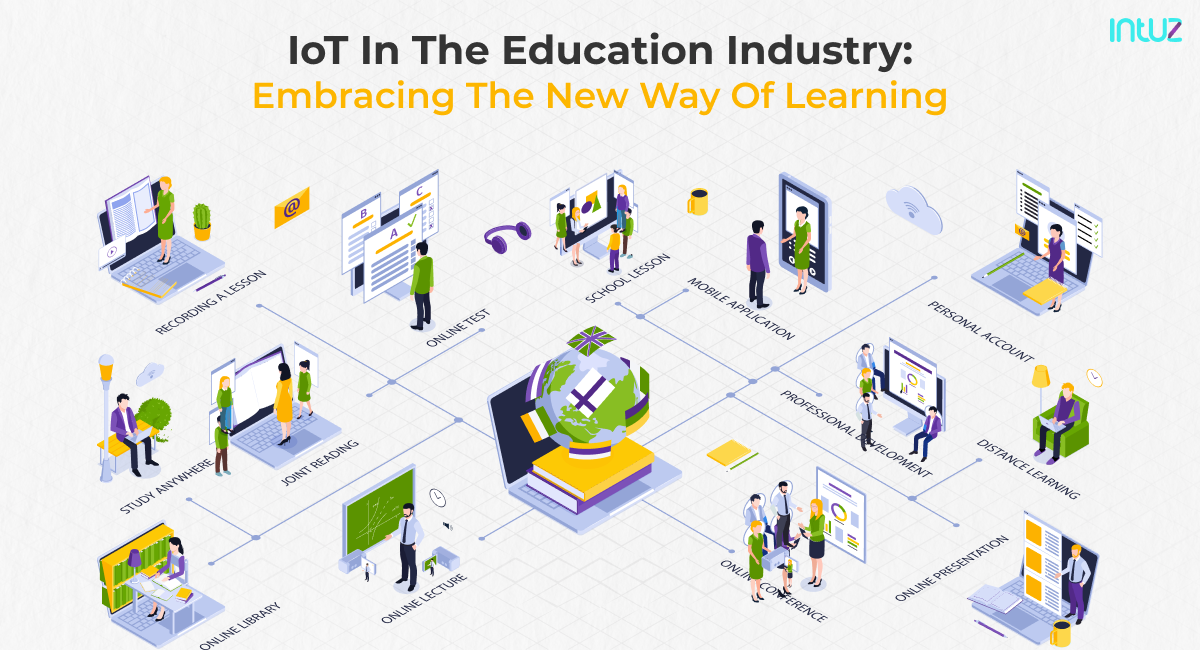 INTUZ
IoT In The Education Industry:
Embracing The New Way Of Learning
B
C
A
@
RECORDING A LESSON
ONLINE TEST
SCHOOL LESSON
MOBILE APPLICATION
PERSONAL ACCOUNT
STUDY ANYWHERE
JOINT READING
PROFESSIONAL DEVELOPMENT
DISTANCE LEARNING
ONLINE LIBRARY
ONLINE LECTURE
ONLINE CONFERENCE
ONLINE PRESENTATION